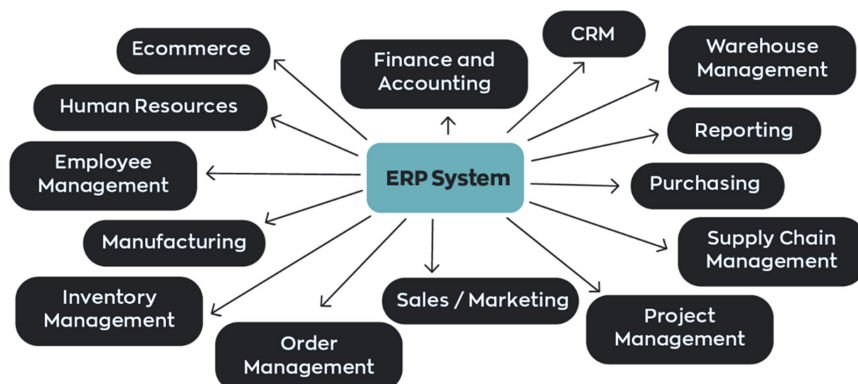 Ecommerce
Finance and
Accounting
CRM
Warehouse
Management
Human Resources
Reporting
Employee
Management
ERP System
Purchasing
Manufacturing
Supply Chain
Management
Inventory
Management
Sales / Marketing
Project
Management
Order
Management